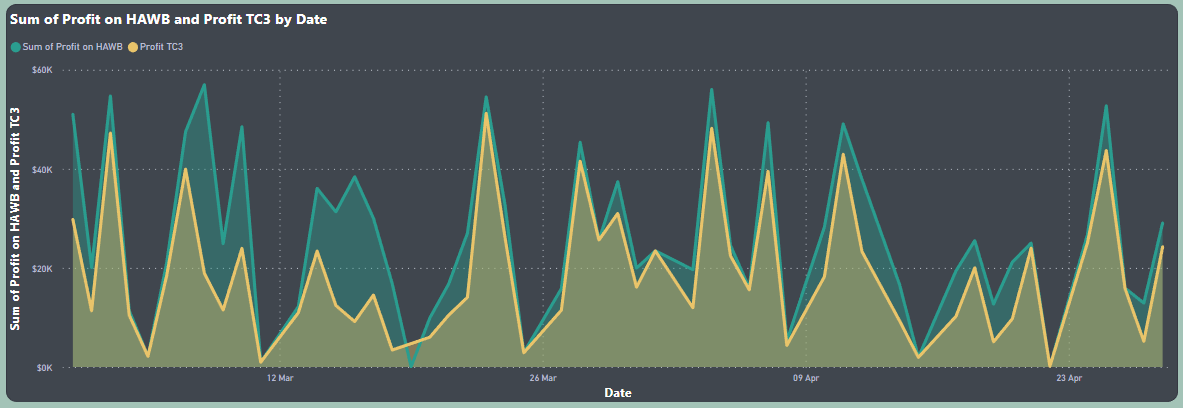 Sum of Profit on HAWB and Profit TC3 by Date
Sum of Profit on HAWB Profit TC3
Sum of Profit on HAWB and Profit TC3
$60K
$40K
$20K
$0K
12 Mar 26 Mar 09 Apr 23 Apr
Date